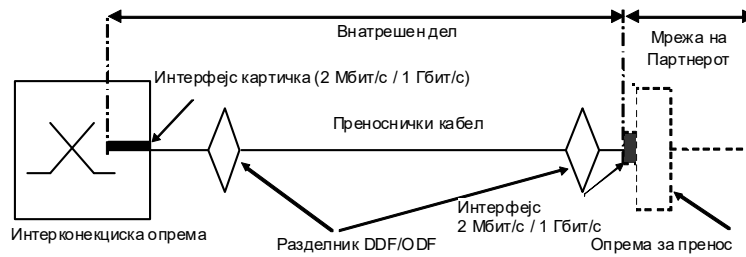 Внатрешен дел
Мрежа на
Партнерот
Интерфејс картичка (2 Мбит/с / 1 Гбит/с)
Преноснички кабел
Интерфејс
2 Мбит/с / 1 Гбит/с
Интерконекциска опрема
Разделник DDF/ODF
Опрема за пренос